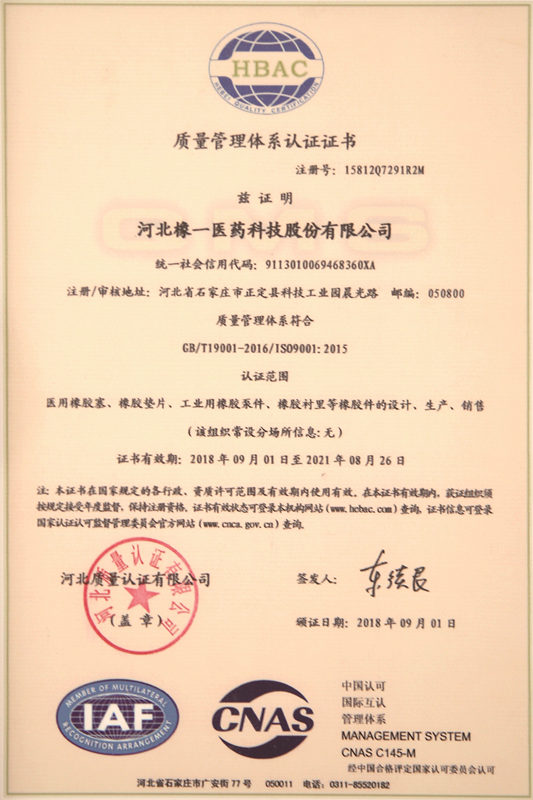 HBAC
HEBEI QUALITY CERTIFICATION
质量管理体系认证证书
注册号：15812Q7291R2M
兹证明
河北橡一医药科技股份有限公司
统一社会信用代码：9113010069468360XA
注册/审核地址：河北省石家庄市正定县科技工业园晨光路 邮编：050800
质量管理体系符合
GB/T19001-2016/ISO9001:2015
认证范围
医用橡胶塞、橡胶垫片、工业用橡胶泵件、橡胶衬里等橡胶件的设计、生产、销售
（该组织常设分场所信息:无）
证书有效期：2018 年 09 月 01 日至 2021 年 08 月 26 日
注：本证书在国家规定的各行政、资质许可范围及有效期内使用有效。在本证书有效期内，获证组织须
按规定接受年度监督，保持注册资格，证书有效状态可登录本机构网站（www.hebac.com）查询，证书信息可登录
国家认证认可监督管理委员会官方网站（www.cnca.gov.cn）查询.
河北质量认证有限公司
河北质量认证有限公司
（盖 章）
签发人：
颁证日期：2018 年 09 月 01 日
MEMBER OF MULTILATERAL
IAF
RECOGNITION ARRANGEMENT
CNAS
中国认可
国际互认
管理体系
MANAGEMENT SYSTEM
CNAS C145-M
经中国合格评定国家认可委员会认可
河北省石家庄市广安街 77 号 050011 电话：0311-85520182